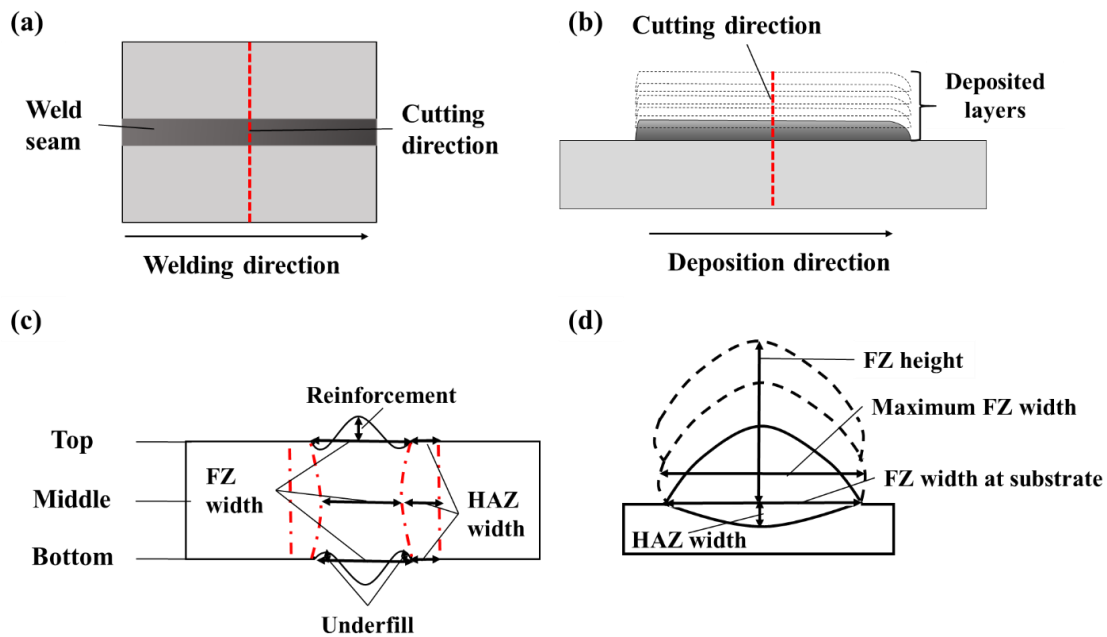 (a)
Weld
seam
Cutting
direction
Welding direction
(b)
Cutting direction
Deposited
layers
Deposition direction
(c)
Reinforcement
Top
Middle
Bottom
FZ
width
HAZ
width
Underfill
(d)
FZ height
Maximum FZ width
FZ width at substrate
HAZ width